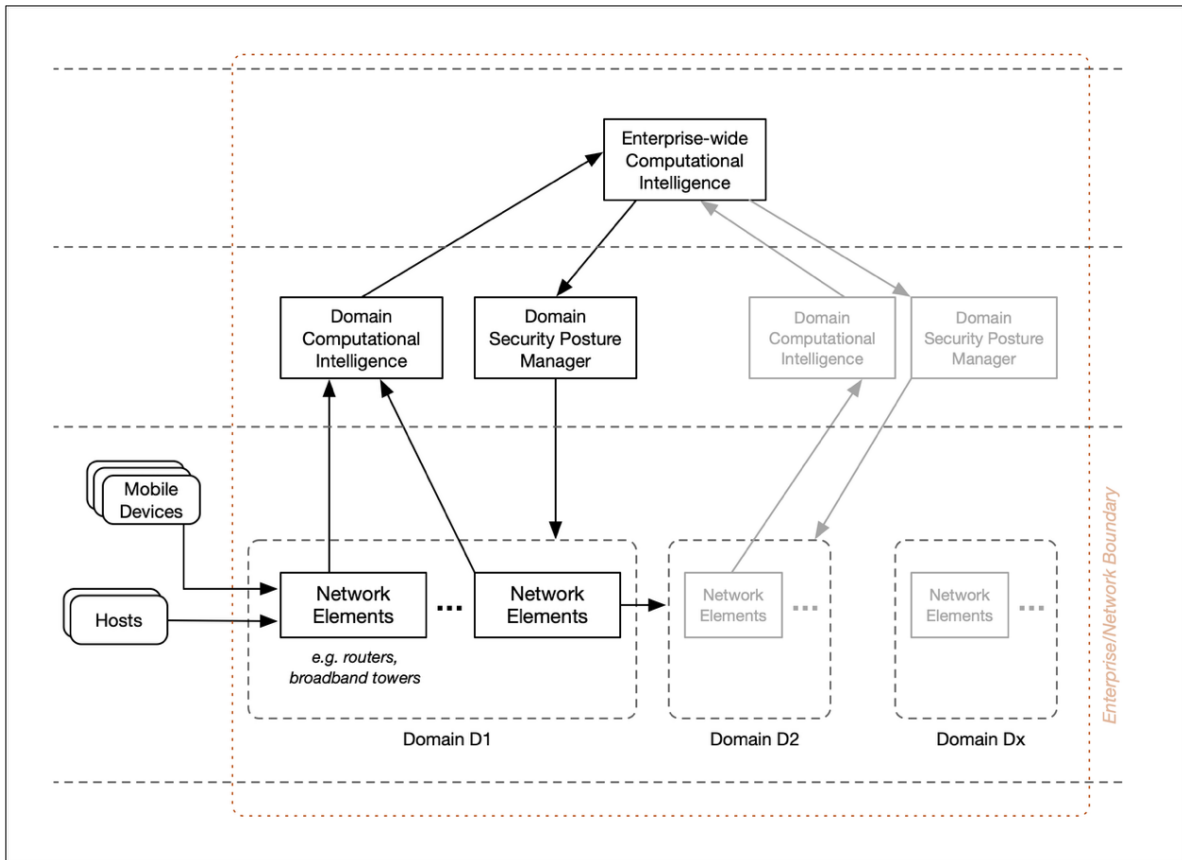 Enterprise-wide
Computational
Intelligence
Domain
Computational
Intelligence
Domain
Security Posture
Manager
Domain
Computational
Intelligence
Domain
Security Posture
Manager
Mobile
Devices
Hosts
Network
Elements
...
Network
Elements
Network
Elements
...
Network
Elements
...
e.g. routers,
broadband towers
Domain D1
Domain D2
Domain Dx
Enterprise/Network Boundary